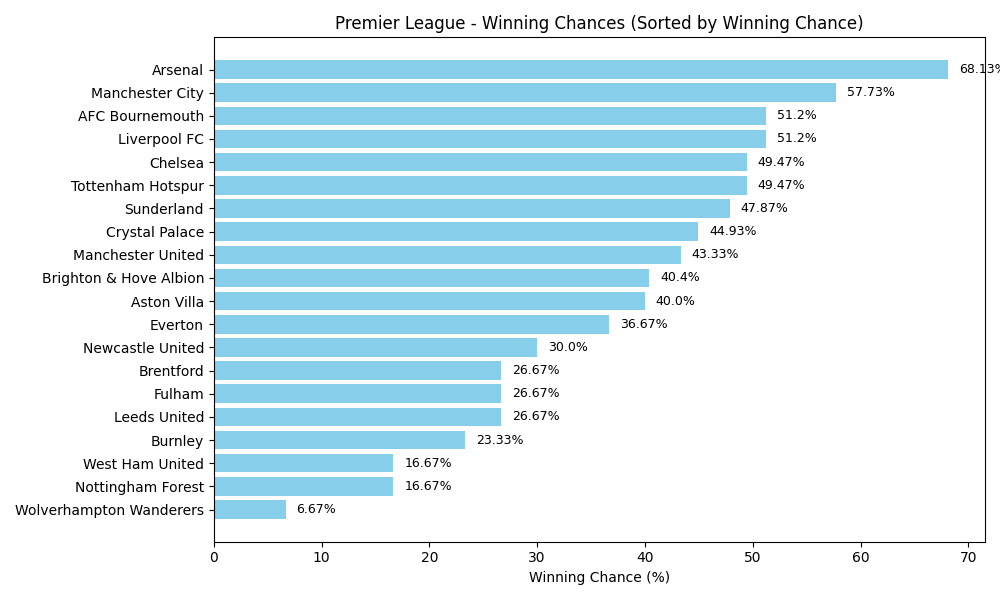 Premier League - Winning Chances (Sorted by Winning Chance)
Arsenal 68.13%
Manchester City 57.73%
AFC Bournemouth 51.2%
Liverpool FC 51.2%
Chelsea 49.47%
Tottenham Hotspur 49.47%
Sunderland 47.87%
Crystal Palace 44.93%
Manchester United 43.33%
Brighton & Hove Albion 40.4%
Aston Villa 40.0%
Everton 36.67%
Newcastle United 30.0%
Brentford 26.67%
Fulham 26.67%
Leeds United 26.67%
Burnley 23.33%
West Ham United 16.67%
Nottingham Forest 16.67%
Wolverhampton Wanderers 6.67%
0 10 20 30 40 50 60 70
Winning Chance (%)